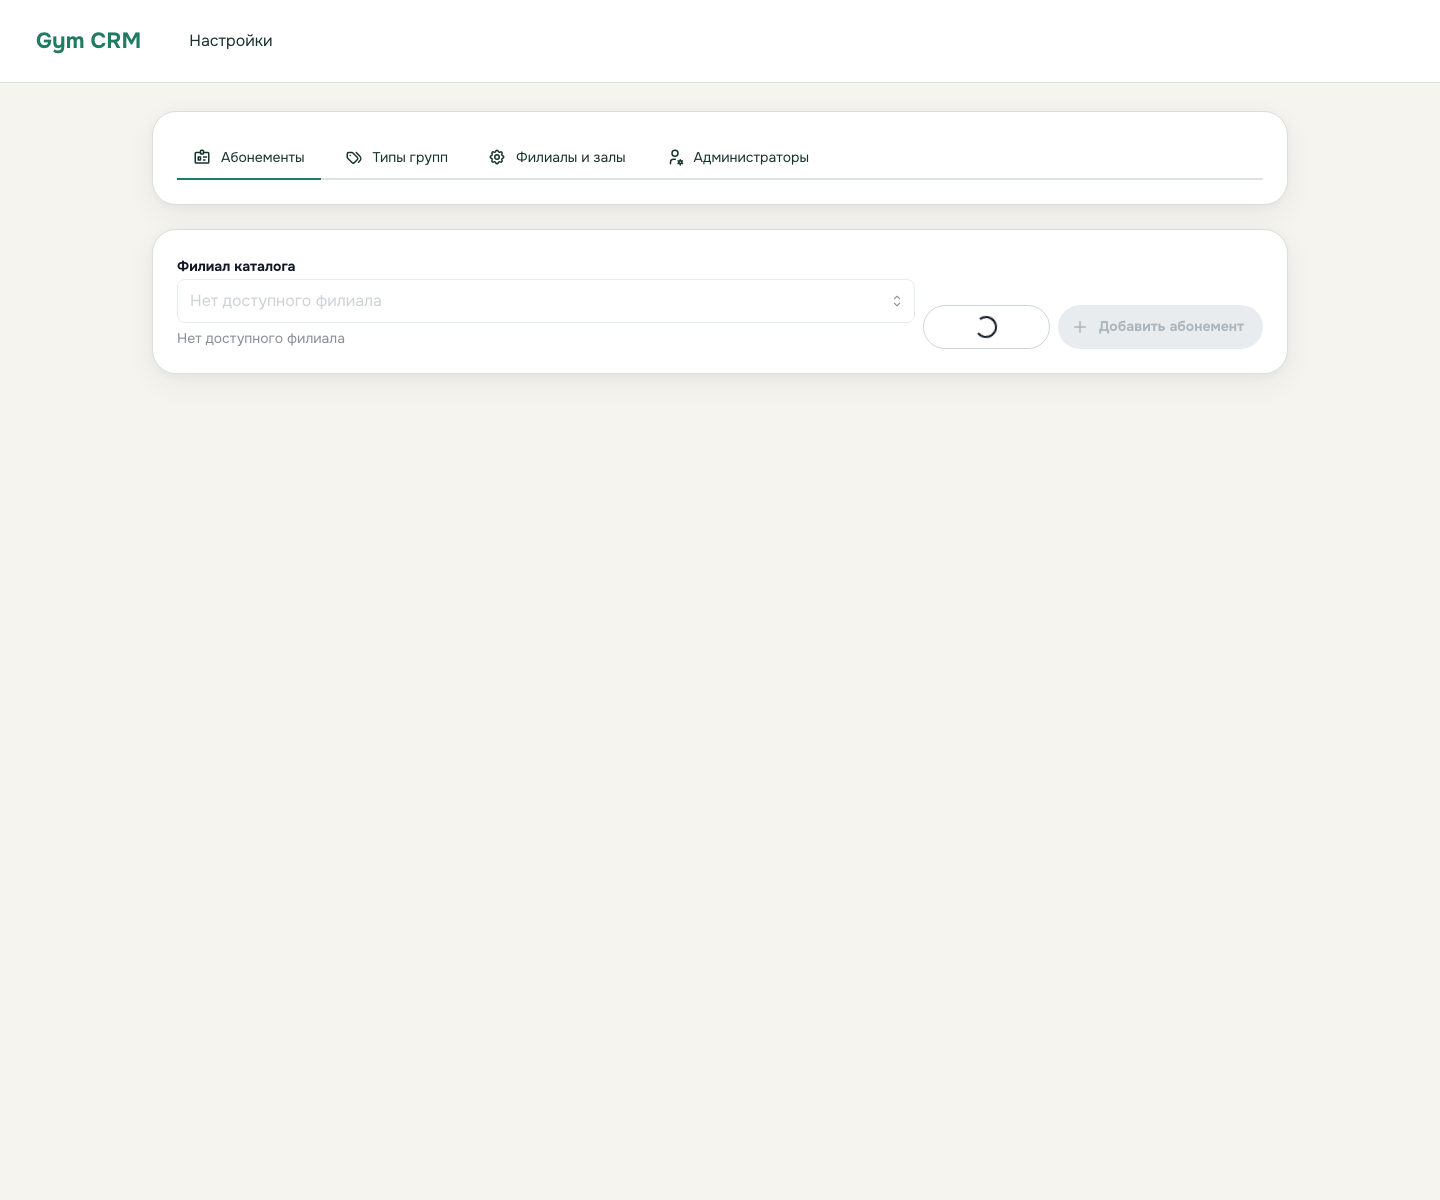 Gym CRM
Настройки
Абонементы
Типы групп
Филиалы и залы
Администраторы
Филиал каталога
Нет доступного филиала
Нет доступного филиала
Добавить абонемент